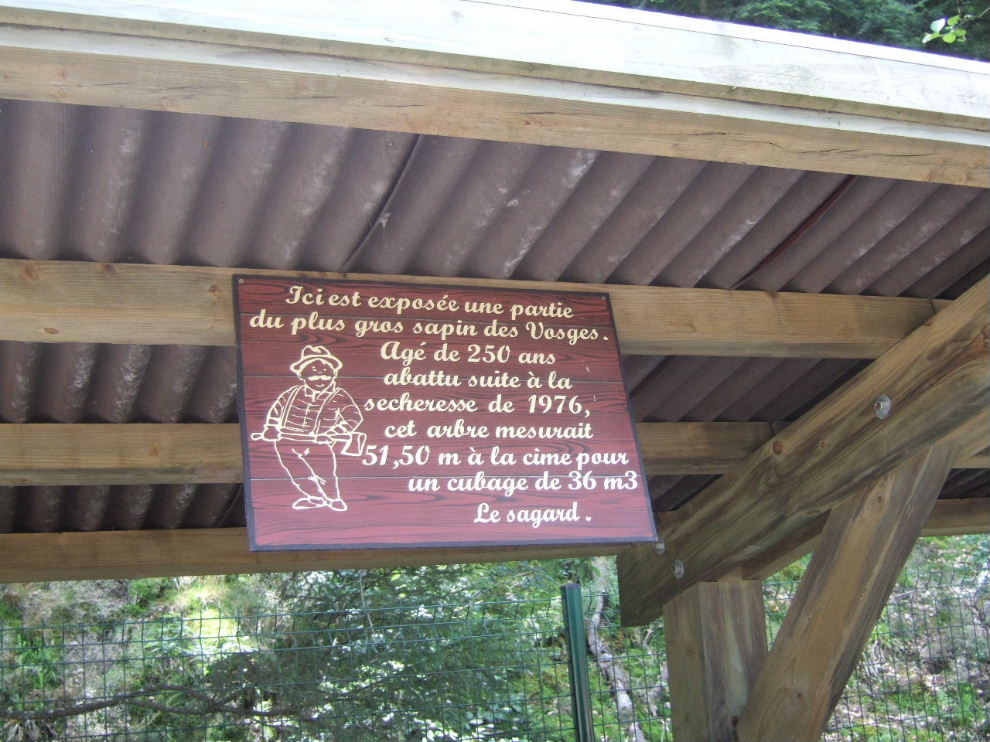 Ici est exposée une partie
du plus gros sapin des Vosges.
Agé de 250 ans
abattu suite à la
secheresse de 1976,
cet arbre mesurait
51,50 m à la cime pour
un cubage de 36 m3
Le sagard.